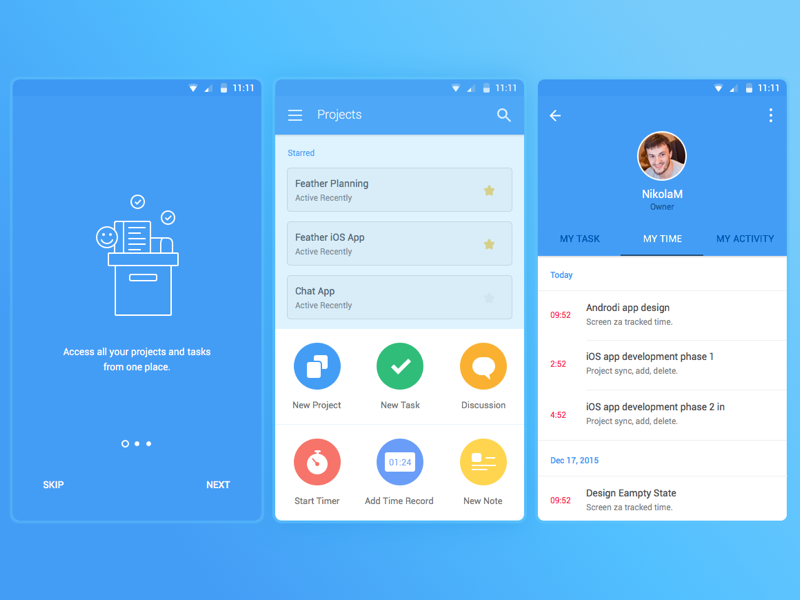 11:11
Access all your projects and tasks
from one place.
SKIP
NEXT
11:11
Projects
Starred
Feather Planning
Active Recently
Feather iOS App
Active Recently
Chat App
Active Recently
New Project
New Task
Discussion
01:24
Start Timer
Add Time Record
New Note
11:11
NikolaM
Owner
MY TASK
MY TIME
MY ACTIVITY
Today
09:52
Androdi app design
Screen za tracked time.
2:52
iOS app development phase 1
Project sync, add, delete.
4:52
iOS app development phase 2 in
Project sync, add, delete.
Dec 17, 2015
09:52
Design Eampty State
Screen za tracked time.